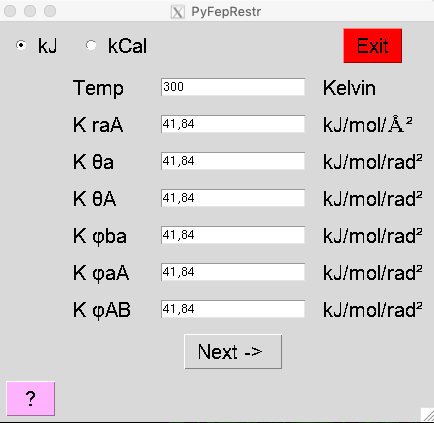 PyFepRestr
kJ kCal Exit
Temp 300 Kelvin
K raA 41,84 kJ/mol/Å²
K θa 41,84 kJ/mol/rad²
K θA 41,84 kJ/mol/rad²
K φba 41,84 kJ/mol/rad²
K φaA 41,84 kJ/mol/rad²
K φAB 41,84 kJ/mol/rad²
Next ->
?